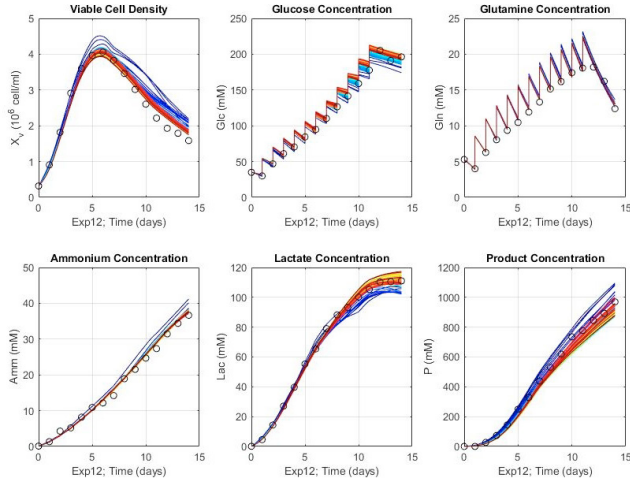 Viable Cell Density
5
4
3
2
1
0
0 5 10 15
Xv (10^6 cell/ml)
Exp12; Time (days)
Glucose Concentration
250
200
150
100
50
0
0 5 10 15
Glc (mM)
Exp12; Time (days)
Glutamine Concentration
25
20
15
10
5
0
0 5 10 15
Gln (mM)
Exp12; Time (days)
Ammonium Concentration
50
40
30
20
10
0
0 5 10 15
Amm (mM)
Exp12; Time (days)
Lactate Concentration
120
100
80
60
40
20
0
0 5 10 15
Lac (mM)
Exp12; Time (days)
Product Concentration
1200
1000
800
600
400
200
0
0 5 10 15
P (mM)
Exp12; Time (days)